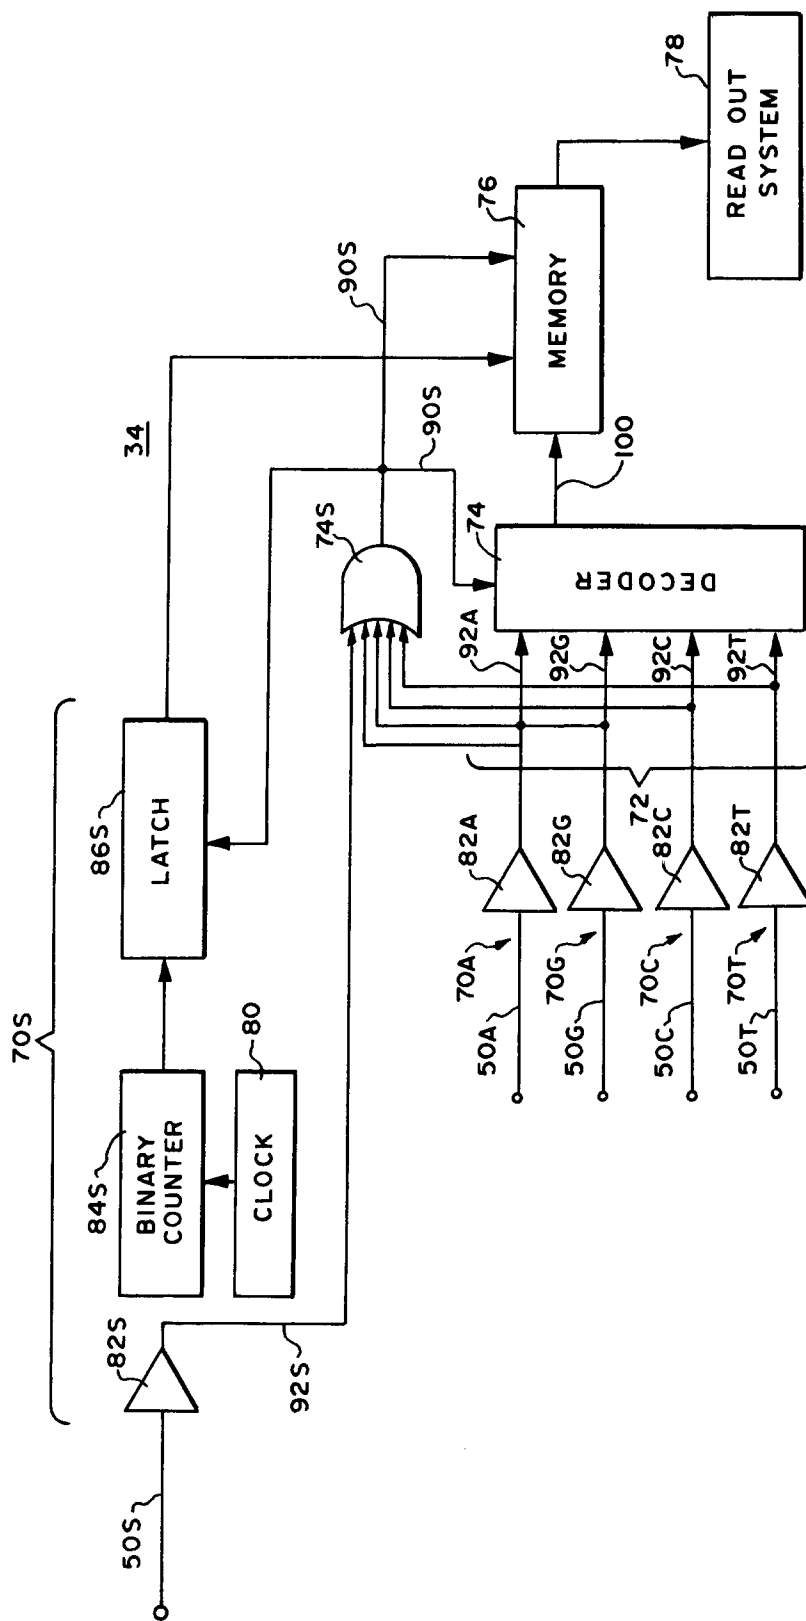 70S
50S
82S
92S
84S
BINARY
COUNTER
CLOCK
80
86S
LATCH
34
74S
90S
90S
50A
70A
82A
92A
50G
70G
82G
92G
50C
70C
82C
92C
50T
70T
82T
92T
72
74
DECODER
100
76
MEMORY
78
READ OUT
SYSTEM